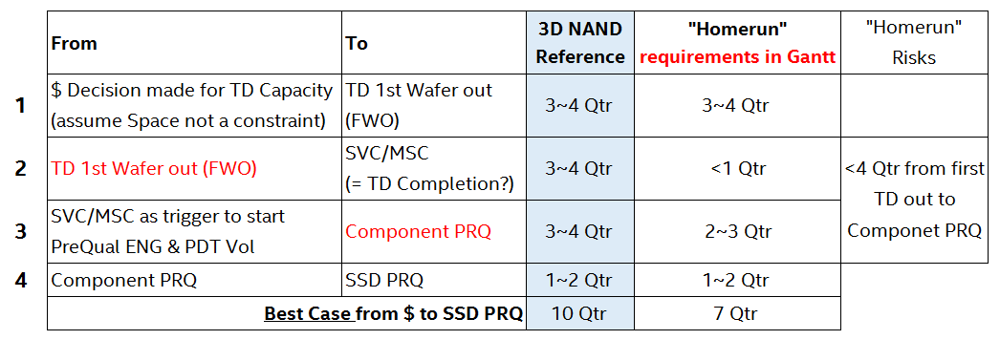 From
To
3D NAND
Reference
"Homerun"
requirements in Gantt
"Homerun"
Risks
1
$ Decision made for TD Capacity
(assume Space not a constraint)
TD 1st Wafer out
(FWO)
3~4 Qtr
3~4 Qtr
2
TD 1st Wafer out (FWO)
SVC/MSC
(= TD Completion?)
3~4 Qtr
<1 Qtr
<4 Qtr from first
TD out to
Componet PRQ
3
SVC/MSC as trigger to start
PreQual ENG & PDT Vol
Component PRQ
3~4 Qtr
2~3 Qtr
4
Component PRQ
SSD PRQ
1~2 Qtr
1~2 Qtr
Best Case from $ to SSD PRQ
10 Qtr
7 Qtr